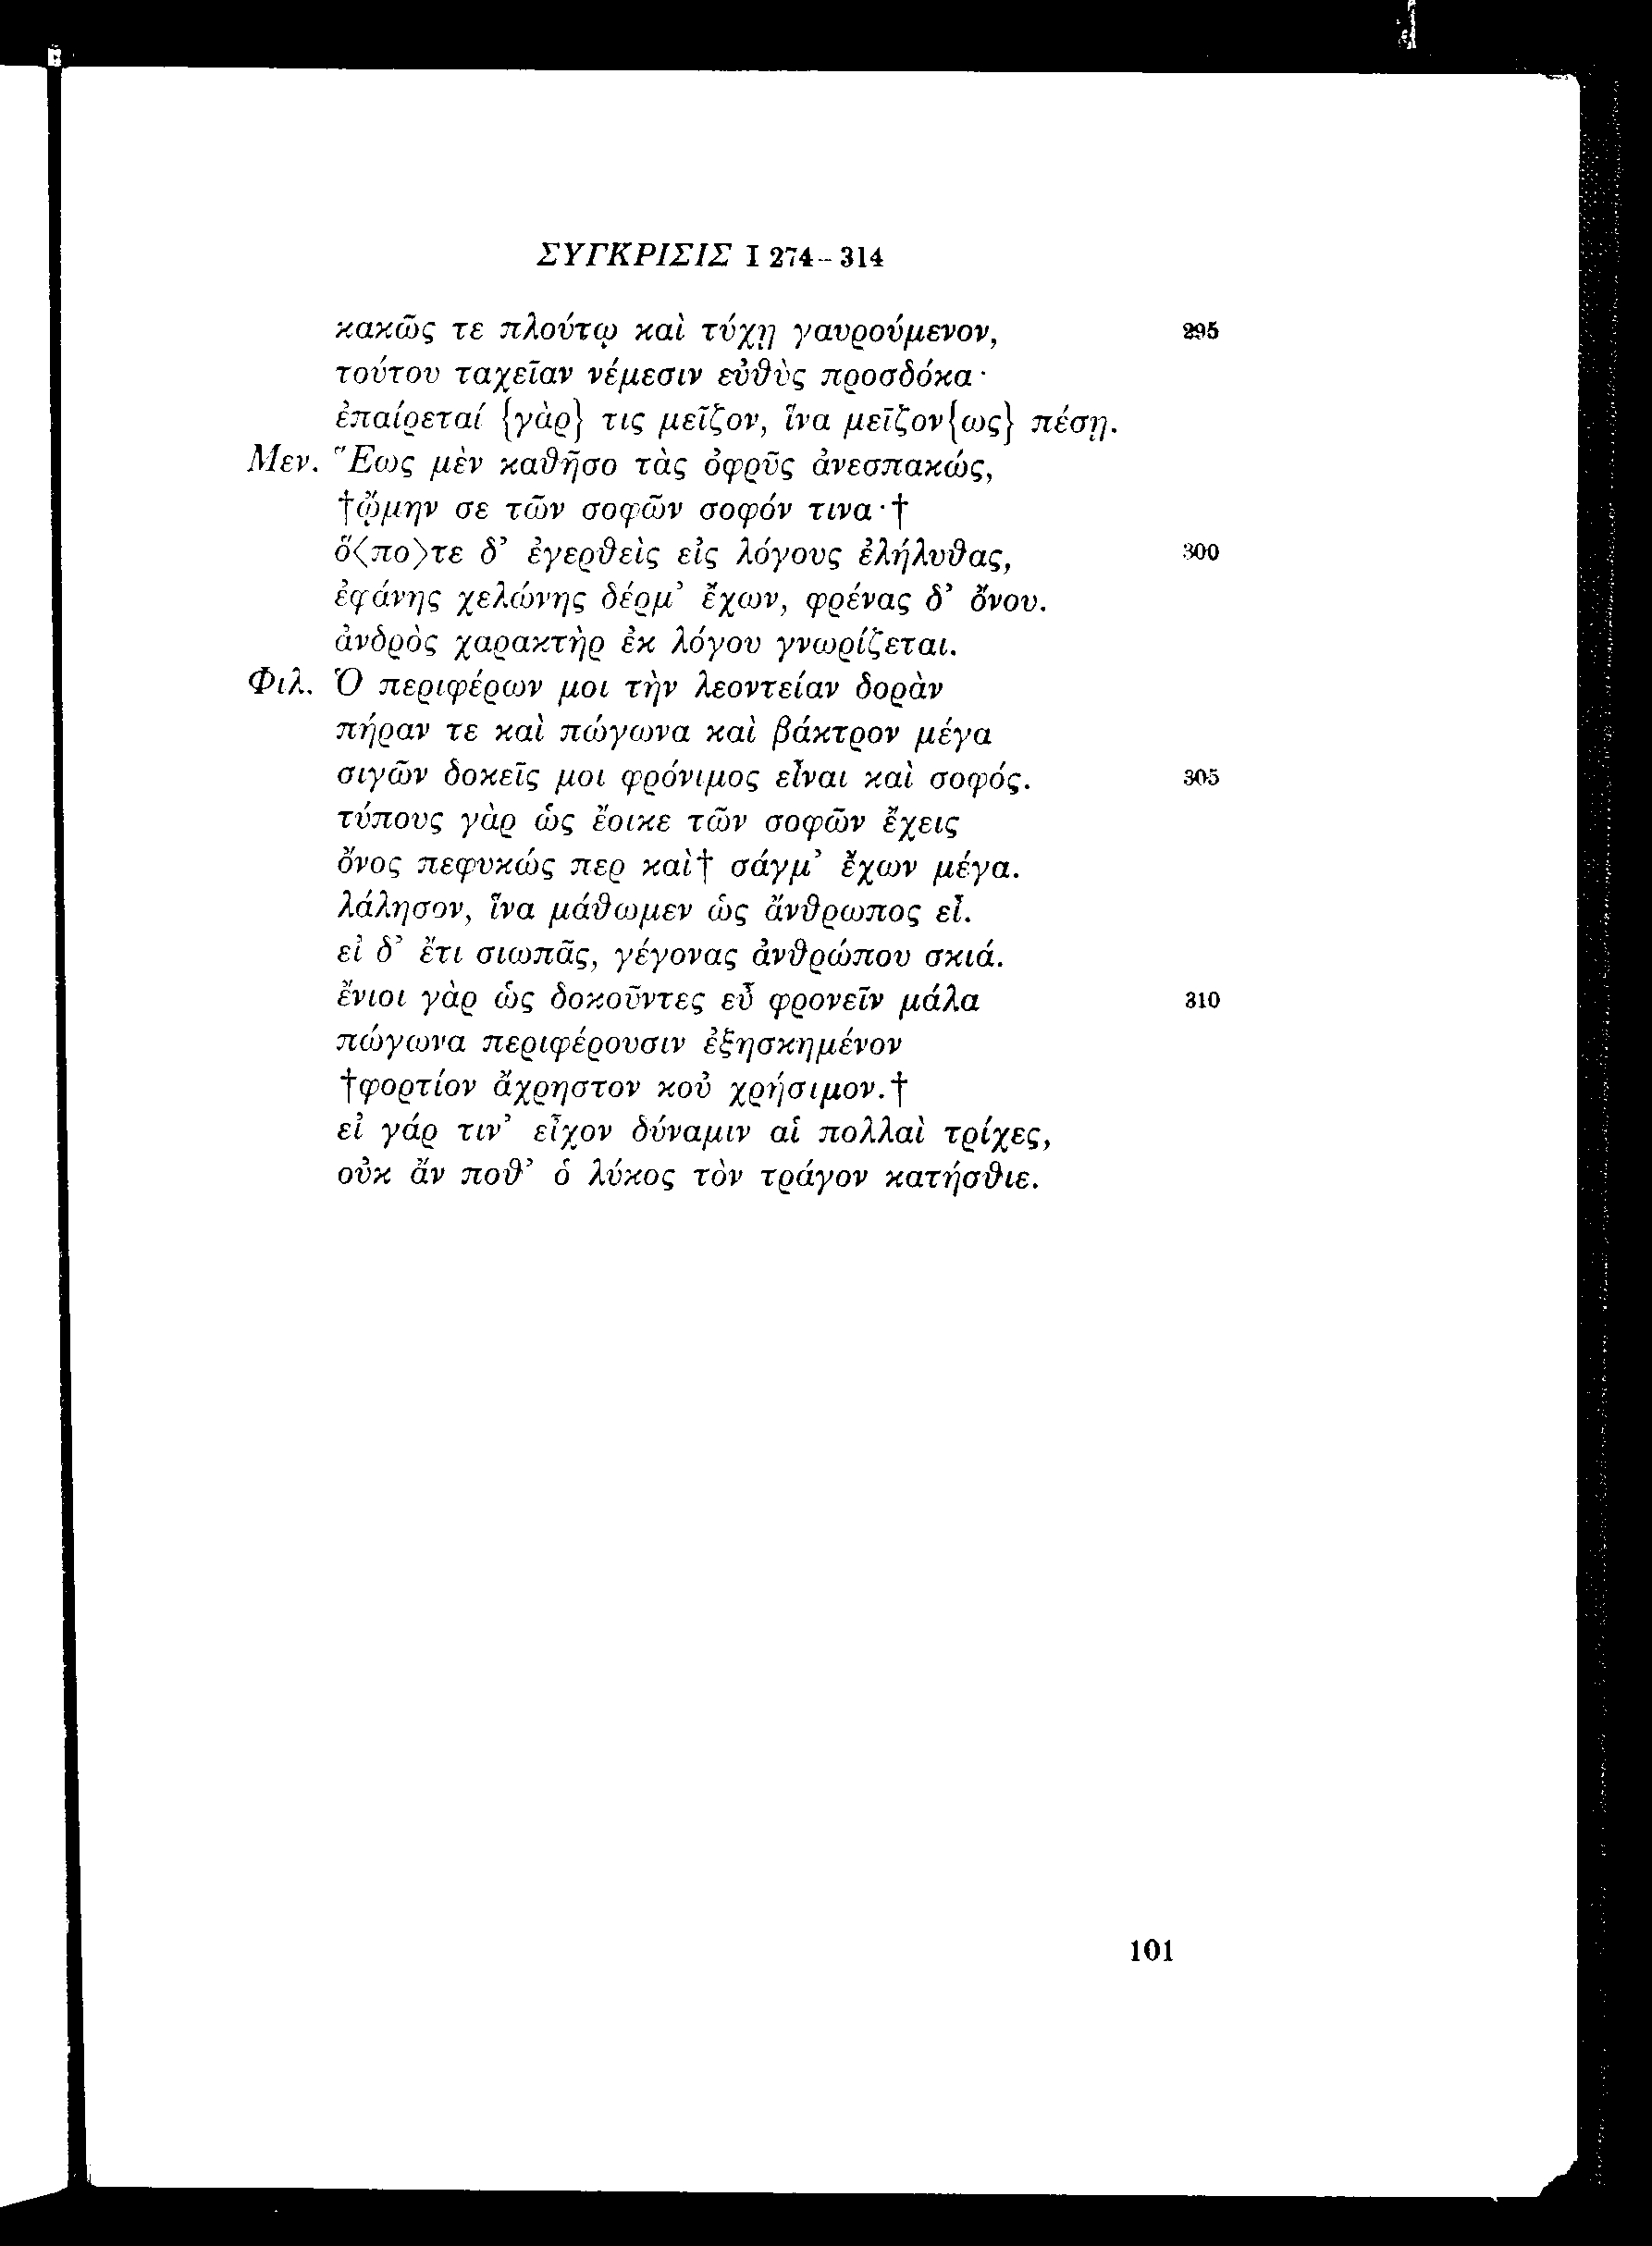 ΣΥΓΚΡΙΣΙΣ I 274-314
κακῶς τε πλούτῳ καὶ τύχῃ γαυρούμενον, 295
τούτου ταχεῖαν νέμεσιν εὐθὺς προσδόκα·
ἐπαίρεταί {γὰρ} τις μεῖζον, ἵνα μεῖζον{ως} πέσῃ.
Μεν. Ἕως μὲν καθῆσο τὰς ὀφρῦς ἀνεσπακώς,
†ᾤμην σε τῶν σοφῶν σοφόν τινα·†
ὅ⟨πο⟩τε δ’ ἐγερθεὶς εἰς λόγους ἐλήλυθας, 300
ἐφάνης χελώνης δέρμ’ ἔχων, φρένας δ’ ὄνου.
ἀνδρὸς χαρακτὴρ ἐκ λόγου γνωρίζεται.
Φιλ. Ὁ περιφέρων μοι τὴν λεοντείαν δορὰν
πήραν τε καὶ πώγωνα καὶ βάκτρον μέγα
σιγῶν δοκεῖς μοι φρόνιμος εἶναι καὶ σοφός. 305
τύπους γὰρ ὡς ἔοικε τῶν σοφῶν ἔχεις
ὄνος πεφυκώς περ καὶ† σάγμ’ ἔχων μέγα.
λάλησον, ἵνα μάθωμεν ὡς ἄνθρωπος εἶ.
εἰ δ’ ἔτι σιωπᾷς, γέγονας ἀνθρώπου σκιά.
ἔνιοι γὰρ ὡς δοκοῦντες εὖ φρονεῖν μάλα 310
πώγωνα περιφέρουσιν ἐξησκημένον
†φορτίον ἄχρηστον κοὐ χρήσιμον.†
εἰ γάρ τιν’ εἶχον δύναμιν αἱ πολλαὶ τρίχες,
οὐκ ἄν ποθ’ ὁ λύκος τὸν τράγον κατήσθιε.
101